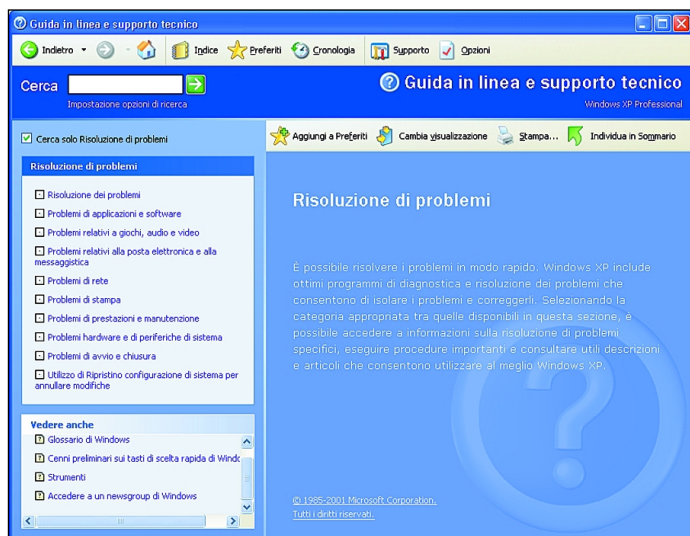 Guida in linea e supporto tecnico
Indietro
Indice
Preferiti
Cronologia
Supporto
Opzioni
Cerca
Impostazione opzioni di ricerca
Guida in linea e supporto tecnico
Windows XP Professional
Cerca solo Risoluzione di problemi
Aggiungi a Preferiti
Cambia visualizzazione
Stampa...
Individua in Sommario
Risoluzione di problemi
Risoluzione dei problemi
Problemi di applicazioni e software
Problemi relativi a giochi, audio e video
Problemi relativi alla posta elettronica e alla
messaggistica
Problemi di rete
Problemi di stampa
Problemi di prestazioni e manutenzione
Problemi hardware e di periferiche di sistema
Problemi di avvio e chiusura
Utilizzo di Ripristino configurazione di sistema per
annullare modifiche
Vedere anche
Glossario di Windows
Cenni preliminari sui tasti di scelta rapida di Windo
Strumenti
Accedere a un newsgroup di Windows
Risoluzione di problemi
È possibile risolvere i problemi in modo rapido. Windows XP include
ottimi programmi di diagnostica e risoluzione dei problemi che
consentono di isolare i problemi e correggerli. Selezionando la
categoria appropriata tra quelle disponibili in questa sezione, è
possibile accedere a informazioni sulla risoluzione di problemi
specifici, eseguire procedure importanti e consultare utili descrizioni
e articoli che consentono utilizzare al meglio Windows XP.
© 1985-2001 Microsoft Corporation.
Tutti i diritti riservati.